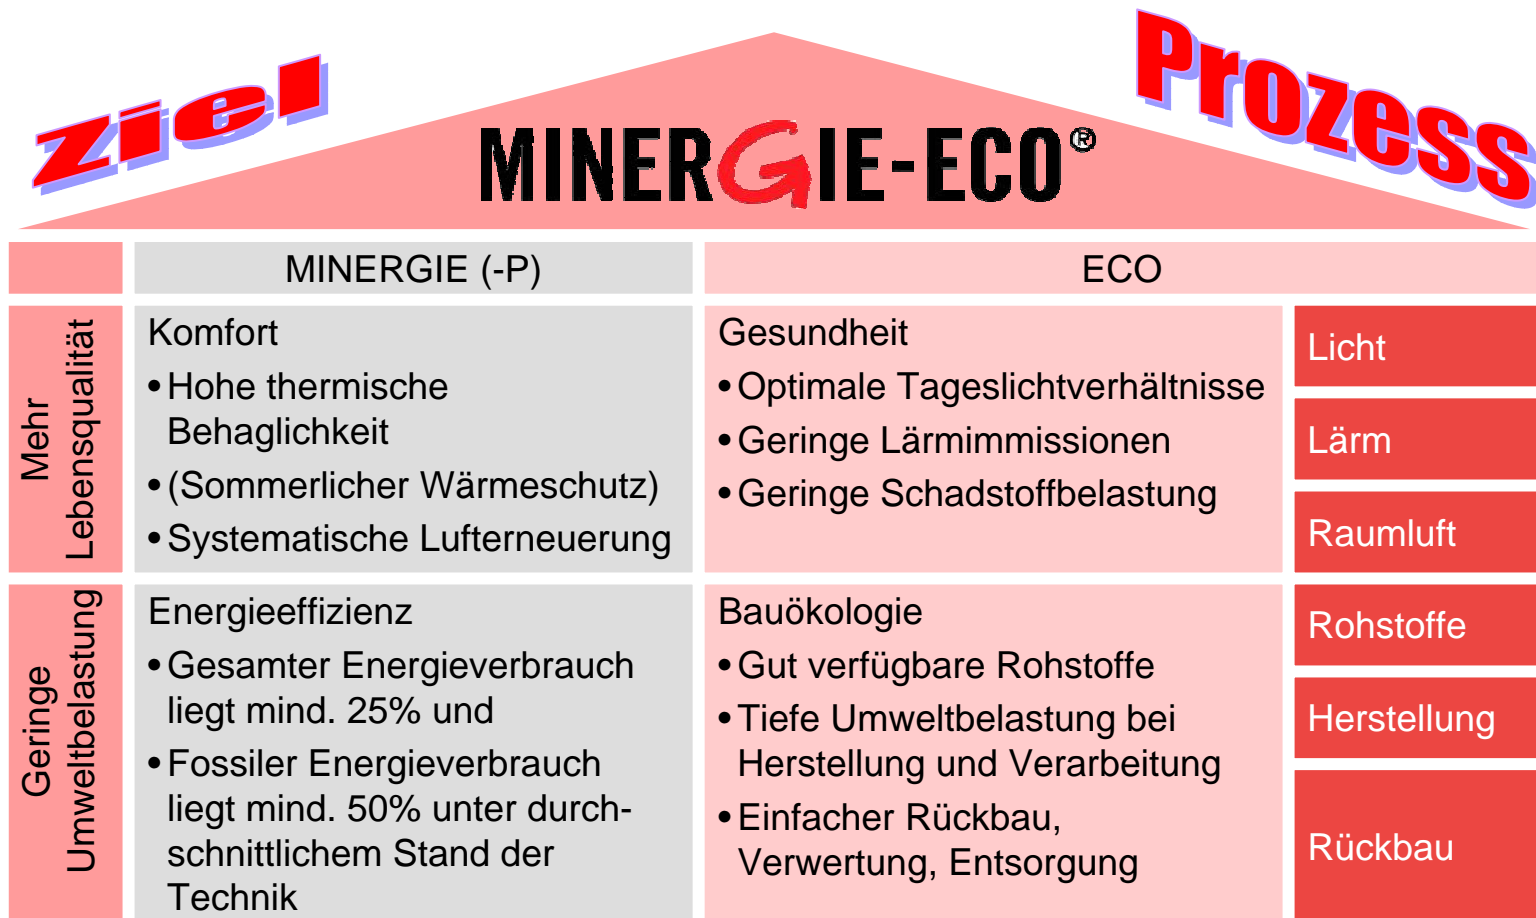 Ziel
Prozess
MINERGIE-ECO®
MINERGIE (-P)
ECO
Mehr
Lebensqualität
Komfort
•Hohe thermische
Behaglichkeit
•(Sommerlicher Wärmeschutz)
•Systematische Lufterneuerung
Gesundheit
•Optimale Tageslichtverhältnisse
•Geringe Lärmimmissionen
•Geringe Schadstoffbelastung
Licht
Lärm
Raumluft
Geringe
Umweltbelastung
Energieeffizienz
•Gesamter Energieverbrauch
liegt mind. 25% und
•Fossiler Energieverbrauch
liegt mind. 50% unter durch-
schnittlichem Stand der
Technik
Bauökologie
•Gut verfügbare Rohstoffe
•Tiefe Umweltbelastung bei
Herstellung und Verarbeitung
•Einfacher Rückbau,
Verwertung, Entsorgung
Rohstoffe
Herstellung
Rückbau